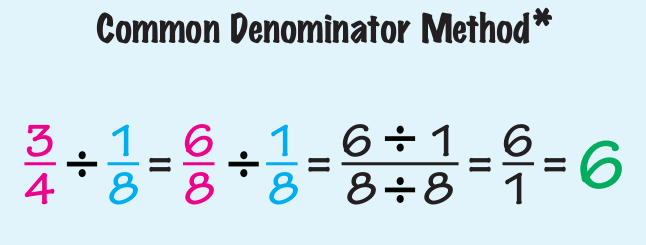 Common Denominator Method*
3/4 ÷ 1/8 = 6/8 ÷ 1/8 = 6 ÷ 1/8 ÷ 8 = 6/1 = 6